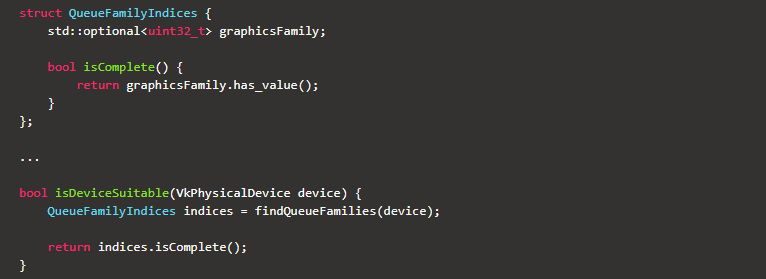 struct QueueFamilyIndices {
    std::optional<uint32_t> graphicsFamily;

    bool isComplete() {
        return graphicsFamily.has_value();
    }
};

...

bool isDeviceSuitable(VkPhysicalDevice device) {
    QueueFamilyIndices indices = findQueueFamilies(device);

    return indices.isComplete();
}